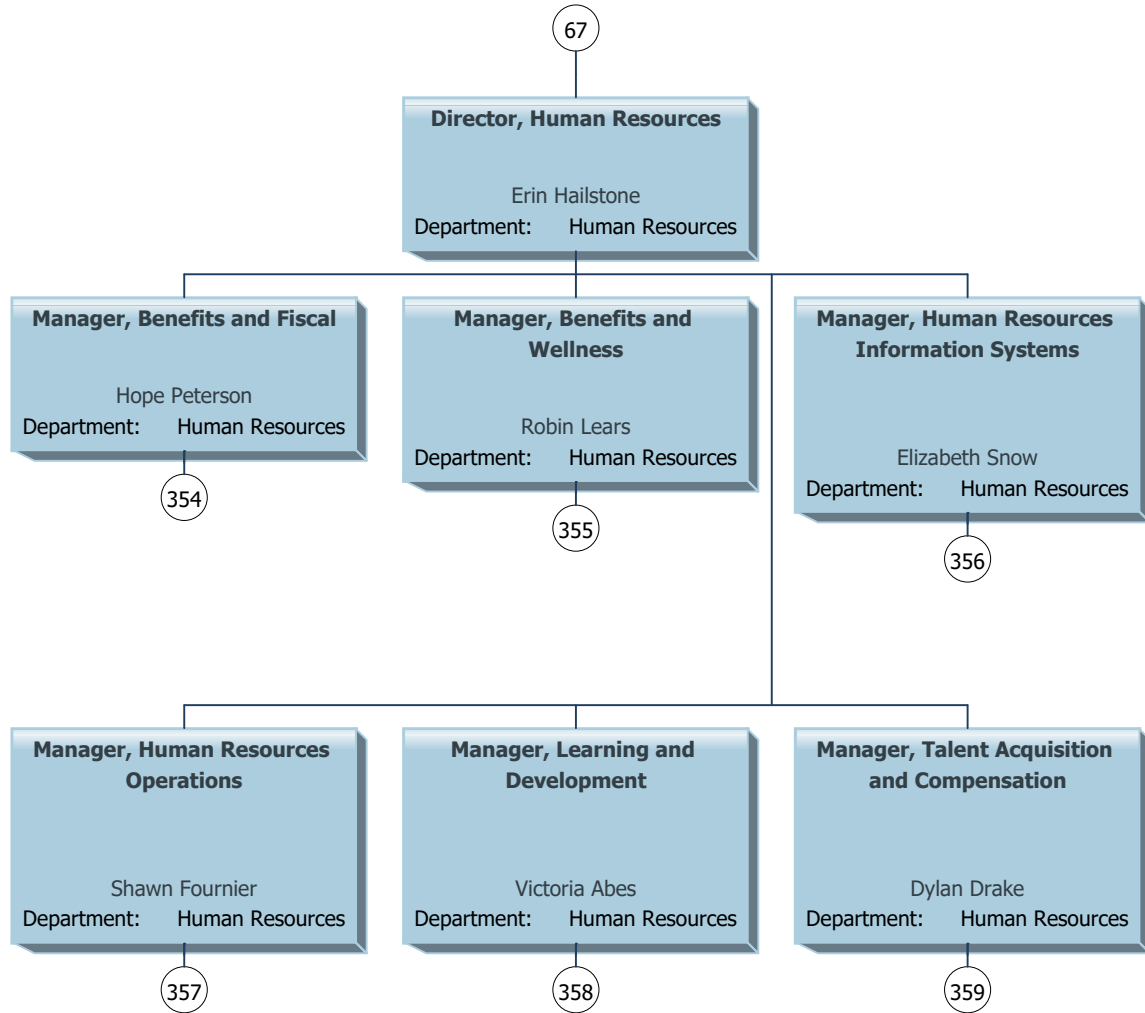 67
Director, Human Resources
Erin Hailstone
Department: Human Resources
Manager, Benefits and Fiscal
Hope Peterson
Department: Human Resources
354
Manager, Benefits and
Wellness
Robin Lears
Department: Human Resources
355
Manager, Human Resources
Information Systems
Elizabeth Snow
Department: Human Resources
356
Manager, Human Resources
Operations
Shawn Fournier
Department: Human Resources
357
Manager, Learning and
Development
Victoria Abes
Department: Human Resources
358
Manager, Talent Acquisition
and Compensation
Dylan Drake
Department: Human Resources
359